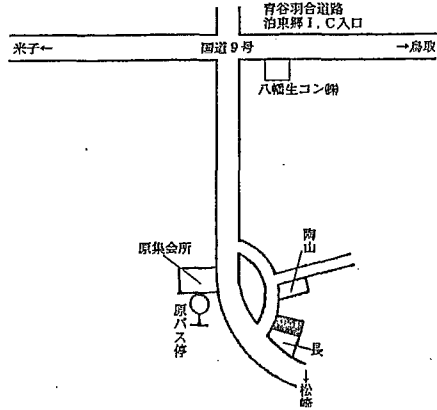 青谷羽合道路
泊東郷I.C入口
米子←
国道9号
→鳥取
八幡生コン㈱
陶山
原集会所
原バス停
長
→松崎